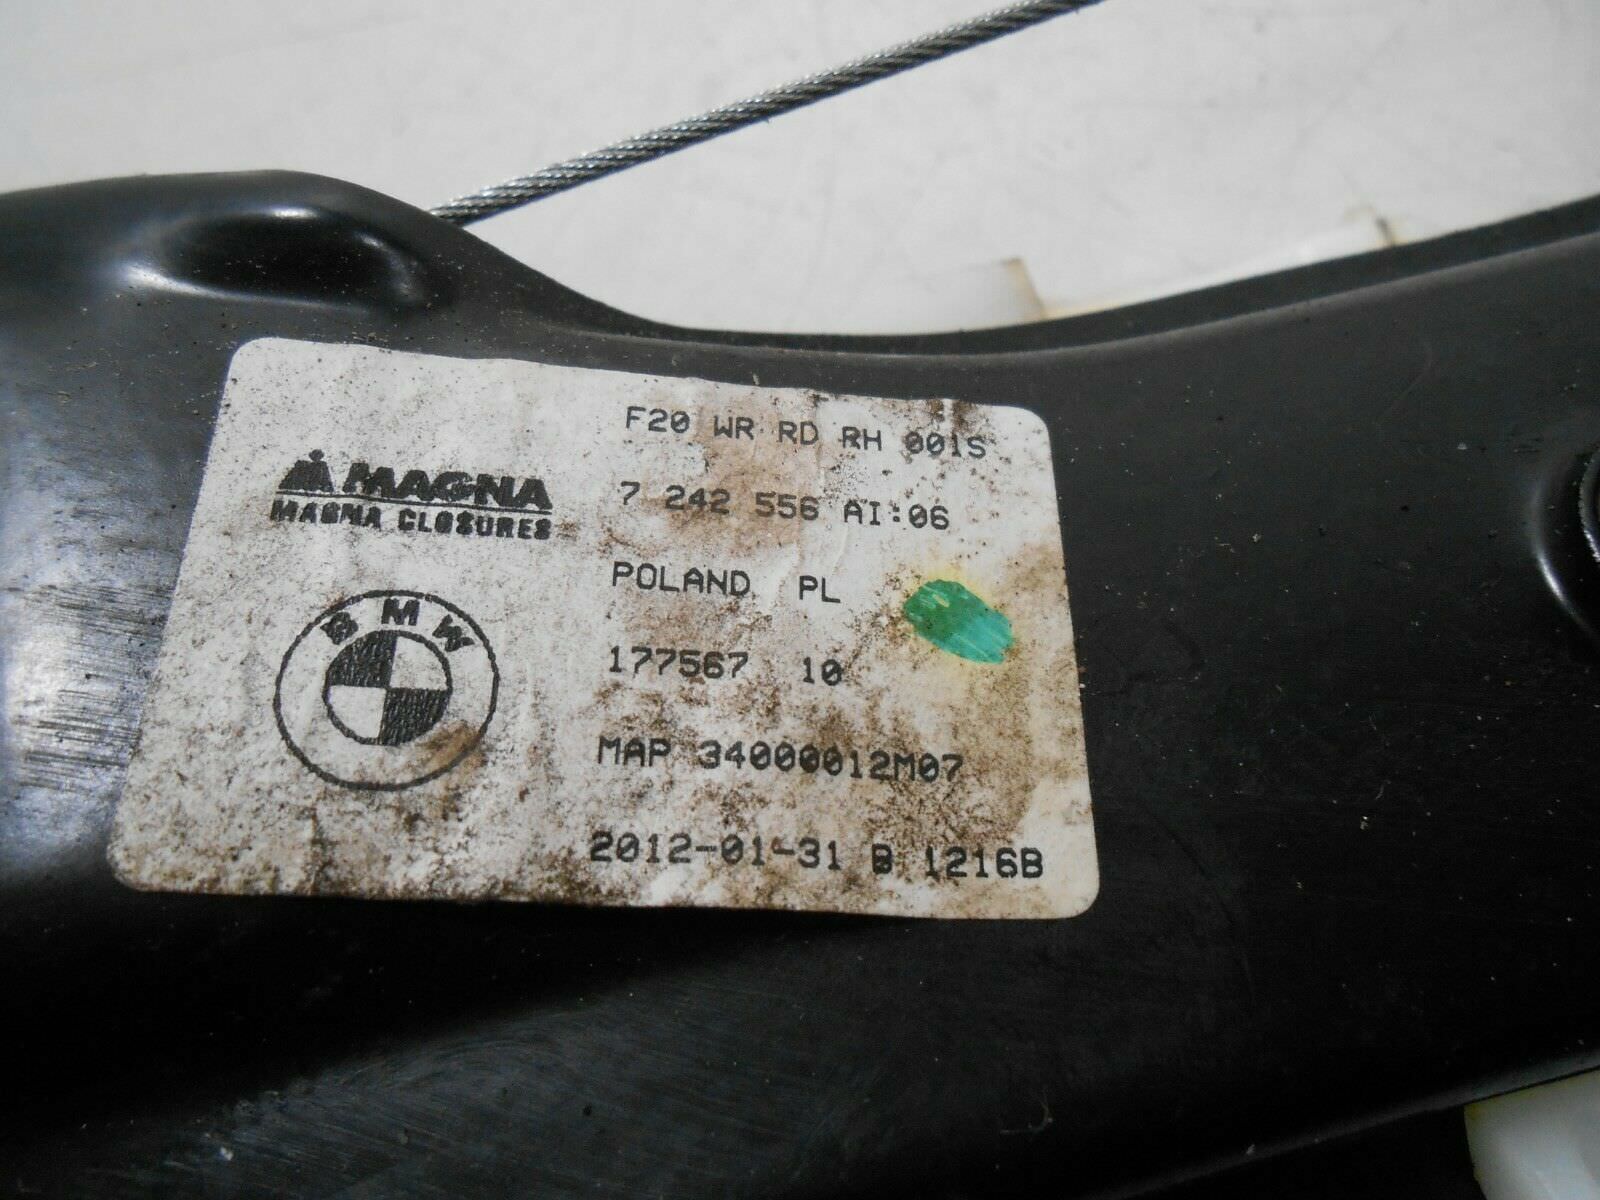 MAGNA
MAGNA CLOSURES
BMW
F20 WR RD RH 001S
7 242 556 AI:06
POLAND PL
177567 10
MAP 34000012M07
2012-01-31 B 1216B